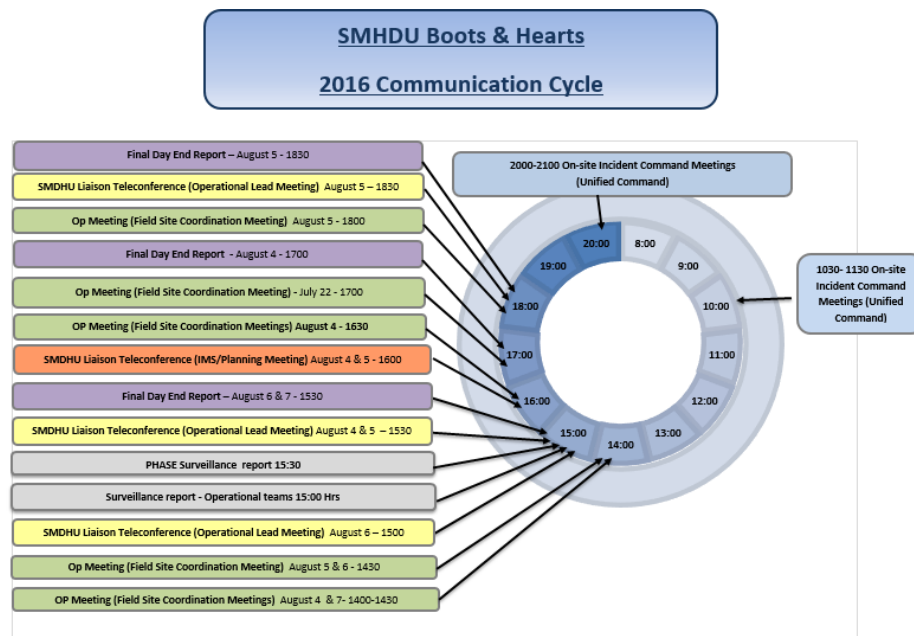 SMHDU Boots & Hearts
2016 Communication Cycle
Final Day End Report – August 5 - 1830
SMDHU Liaison Teleconference (Operational Lead Meeting) August 5 – 1830
Op Meeting (Field Site Coordination Meeting) August 5 - 1800
Final Day End Report - August 4 - 1700
Op Meeting (Field Site Coordination Meeting) - July 22 - 1700
OP Meeting (Field Site Coordination Meetings) August 4 - 1630
SMDHU Liaison Teleconference (IMS/Planning Meeting) August 4 & 5 - 1600
Final Day End Report – August 6 & 7 - 1530
SMDHU Liaison Teleconference (Operational Lead Meeting) August 4 & 5 – 1530
PHASE Surveillance report 15:30
Surveillance report - Operational teams 15:00 Hrs
SMDHU Liaison Teleconference (Operational Lead Meeting) August 6 – 1500
Op Meeting (Field Site Coordination Meeting) August 5 & 6 - 1430
OP Meeting (Field Site Coordination Meetings) August 4 & 7- 1400-1430
2000-2100 On-site Incident Command Meetings
(Unified Command)
1030- 1130 On-site
Incident Command
Meetings (Unified
Command)
8:00
9:00
10:00
11:00
12:00
13:00
14:00
15:00
16:00
17:00
18:00
19:00
20:00